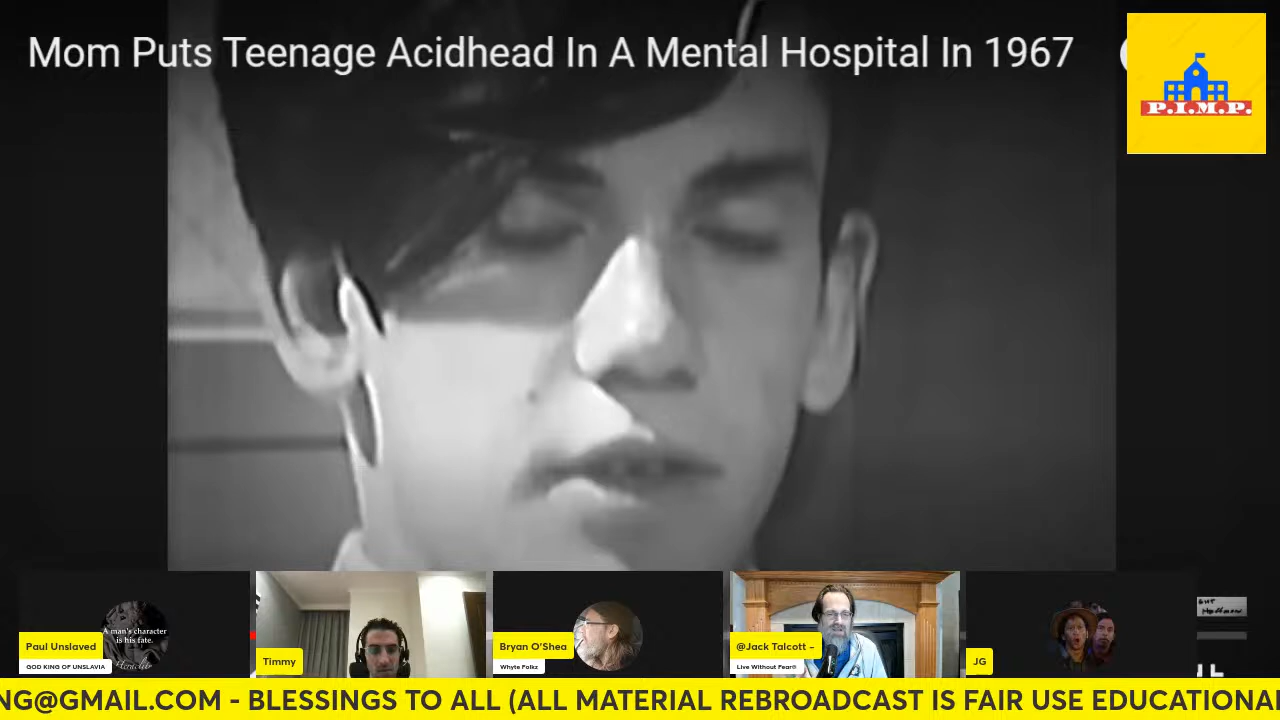 Mom Puts Teenage Acidhead In A Mental Hospital In 1967
P.I.M.P.
A man's character
is his fate.
Paul Unslaved
GOD KING OF UNSLAVIA
Timmy
Bryan O'Shea
Whyte Folkz
@Jack Talcott -
Live Without Fear®
JG
NG@GMAIL.COM - BLESSINGS TO ALL (ALL MATERIAL REBROADCAST IS FAIR USE EDUCATIONA